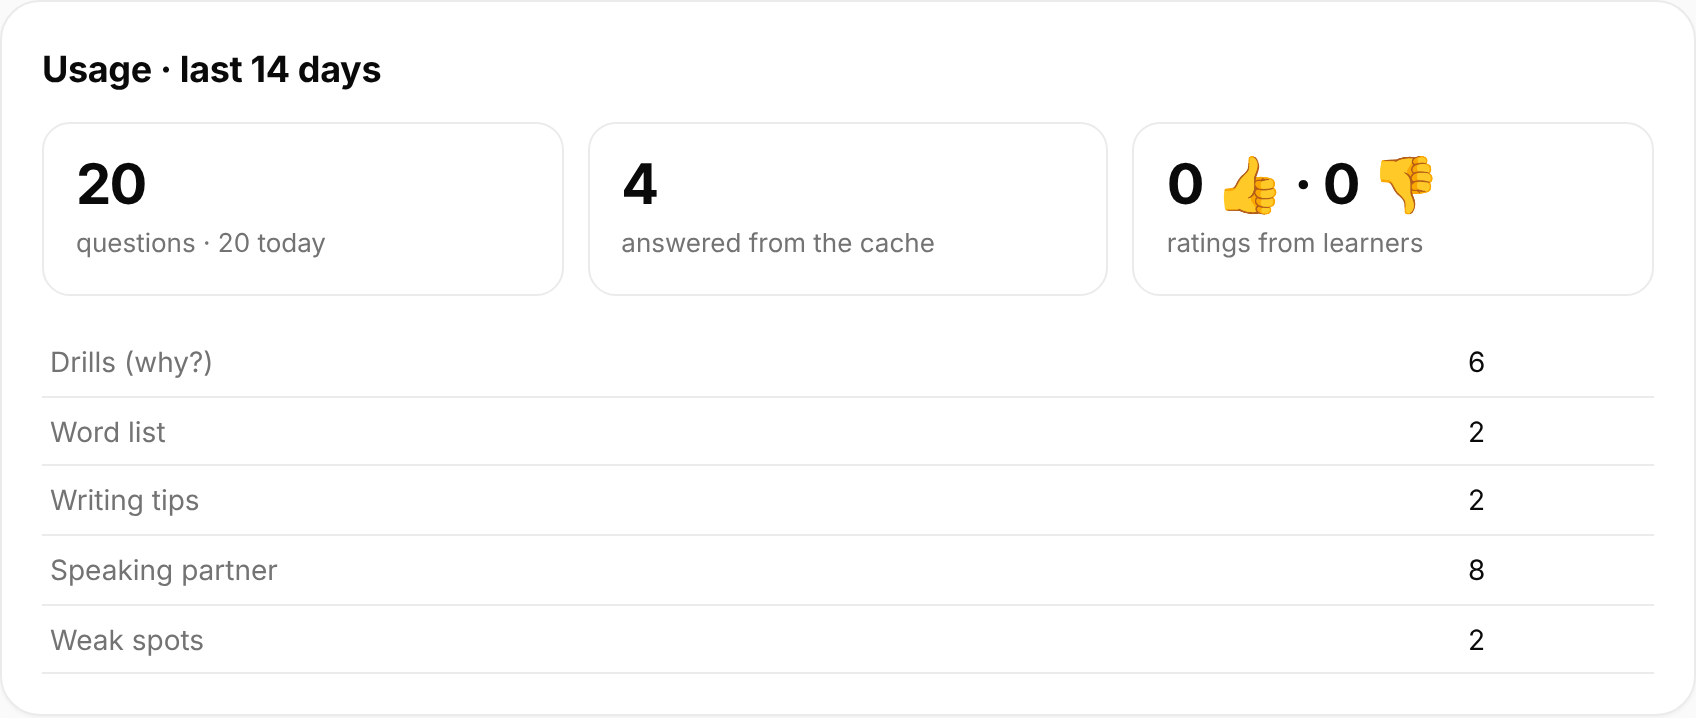 Usage · last 14 days
20
questions · 20 today
4
answered from the cache
0 👍 · 0 👎
ratings from learners
Drills (why?) 6
Word list 2
Writing tips 2
Speaking partner 8
Weak spots 2